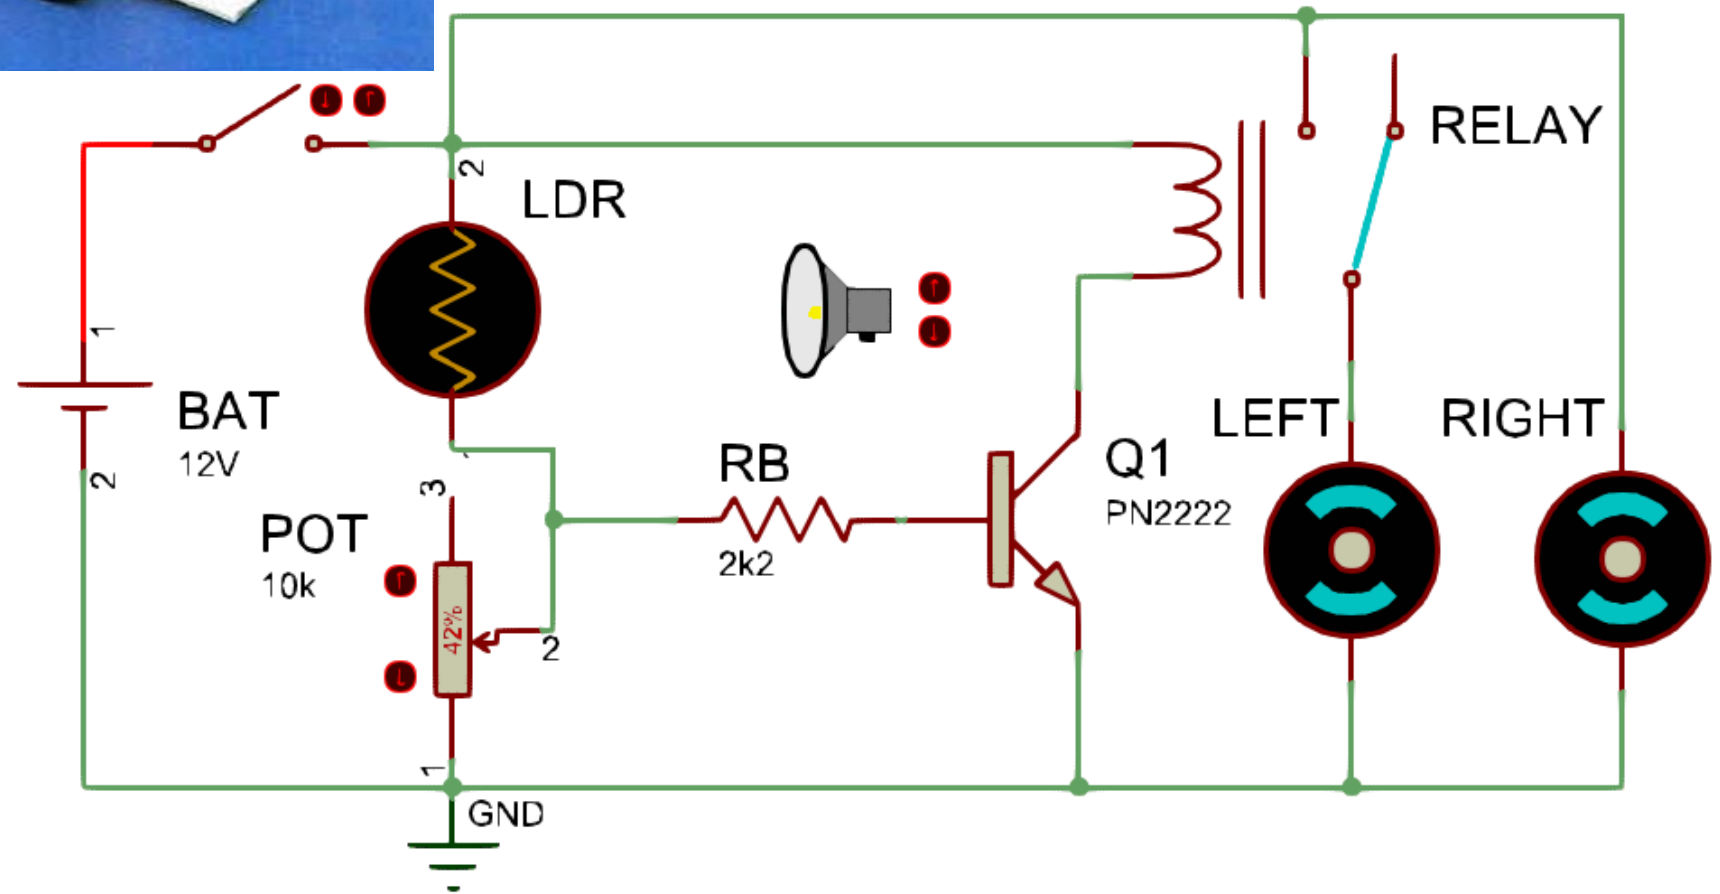 2
LDR
RELAY
1
BAT
12V
2
3
POT
10k
42%
2
1
RB
2k2
Q1
PN2222
LEFT
RIGHT
GND